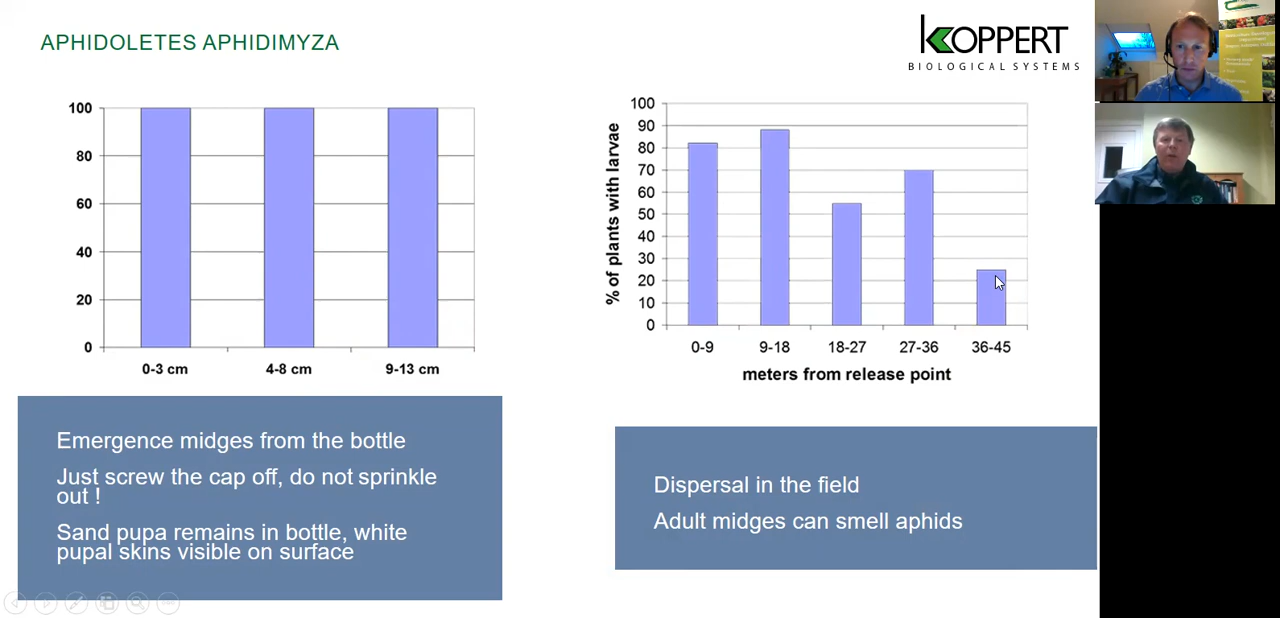 APHIDOLETES APHIDIMYZA
KOPPERT
BIOLOGICAL SYSTEMS
100
80
60
40
20
0
0-3 cm
4-8 cm
9-13 cm
% of plants with larvae
100
90
80
70
60
50
40
30
20
10
0
0-9
9-18
18-27
27-36
36-45
meters from release point
Emergence midges from the bottle
Just screw the cap off, do not sprinkle
out !
Sand pupa remains in bottle, white
pupal skins visible on surface
Dispersal in the field
Adult midges can smell aphids